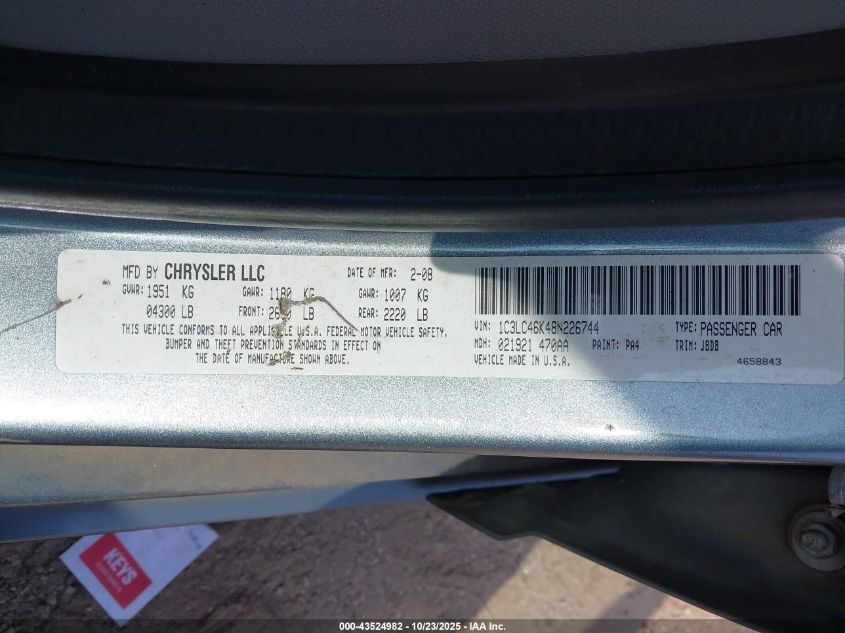 MFD BY CHRYSLER LLC DATE OF MFR: 2-08
GVWR: 1951 KG GAWR: 1180 KG GAWR: 1007 KG
04300 LB FRONT: LB REAR: 2220 LB
THIS VEHICLE CONFORMS TO ALL APPLICABLE U.S.A. FEDERAL MOTOR VEHICLE SAFETY,
BUMPER AND THEFT PREVENTION STANDARDS IN EFFECT ON
THE DATE OF MANUFACTURE SHOWN ABOVE.
VIN: 1C3LC46K48N226744 TYPE: PASSENGER CAR
MDH: 021921 470AA PAINT: PA4 TRIM: J8DB
VEHICLE MADE IN U.S.A. 4658843
KEYS
000-43524982 - 10/23/2025 - IAA Inc.